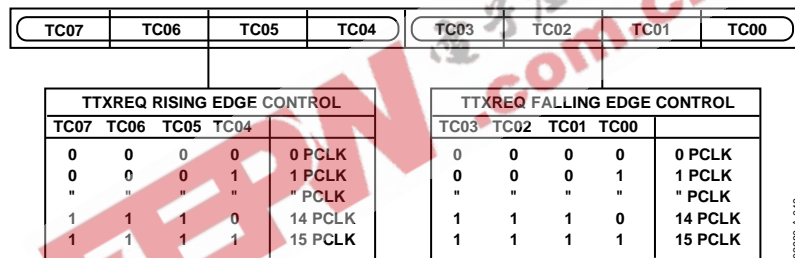 TC07 TC06 TC05 TC04 TC03 TC02 TC01 TC00
TTXREQ RISING EDGE CONTROL
TC07 TC06 TC05 TC04
0 0 0 0 0 PCLK
0 0 0 1 1 PCLK
" " " " " PCLK
1 1 1 0 14 PCLK
1 1 1 1 15 PCLK
TTXREQ FALLING EDGE CONTROL
TC03 TC02 TC01 TC00
0 0 0 0 0 PCLK
0 0 0 1 1 PCLK
" " " " " PCLK
1 1 1 0 14 PCLK
1 1 1 1 15 PCLK
.com.c